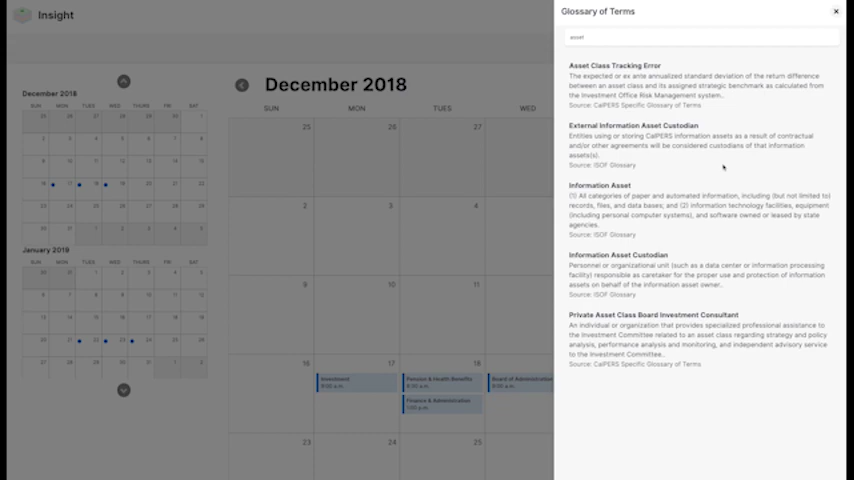 Insight
December 2018
SUN MON TUES WED THURS FRI SAT
25 26 27 28 29 30 1
2 3 4 5 6 7 8
9 10 11 12 13 14 15
16 17 18 19 20 21 22
23 24 25 26 27 28 29
30 31 1 2 3 4 5
January 2019
SUN MON TUES WED THURS FRI SAT
30 31 1 2 3 4 5
6 7 8 9 10 11 12
13 14 15 16 17 18 19
20 21 22 23 24 25 26
27 28 29 30 31 1 2
December 2018
SUN MON TUES WED
25 26 27
2 3 4
9 10 11
16 17 18
Investment
9:00 a.m.
Pension & Health Benefits
8:30 a.m.
Board of Administration
9:00 a.m.
Finance & Administration
1:00 p.m.
23 24 25
Glossary of Terms
asset
Asset Class Tracking Error
The expected or ex ante annualized standard deviation of the return difference
between an asset class and its assigned strategic benchmark as calculated from
the Investment Office Risk Management system..
Source: CalPERS Specific Glossary of Terms
External Information Asset Custodian
Entities using or storing CalPERS information assets as a result of contractual
and/or other agreements will be considered custodians of that information
assets(s).
Source: ISOF Glossary
Information Asset
(1) All categories of paper and automated information, including (but not limited to)
records, files, and data bases; and (2) information technology facilities, equipment
(including personal computer systems), and software owned or leased by state
agencies.
Source: ISOF Glossary
Information Asset Custodian
Personnel or organizational unit (such as a data center or information processing
facility) responsible as caretaker for the proper use and protection of information
assets on behalf of the information asset owner..
Source: ISOF Glossary
Private Asset Class Board Investment Consultant
An individual or organization that provides specialized professional assistance to
the Investment Committee related to an asset class regarding strategy and policy
analysis, performance analysis and monitoring, and independent advisory service
to the Investment Committee..
Source: CalPERS Specific Glossary of Terms